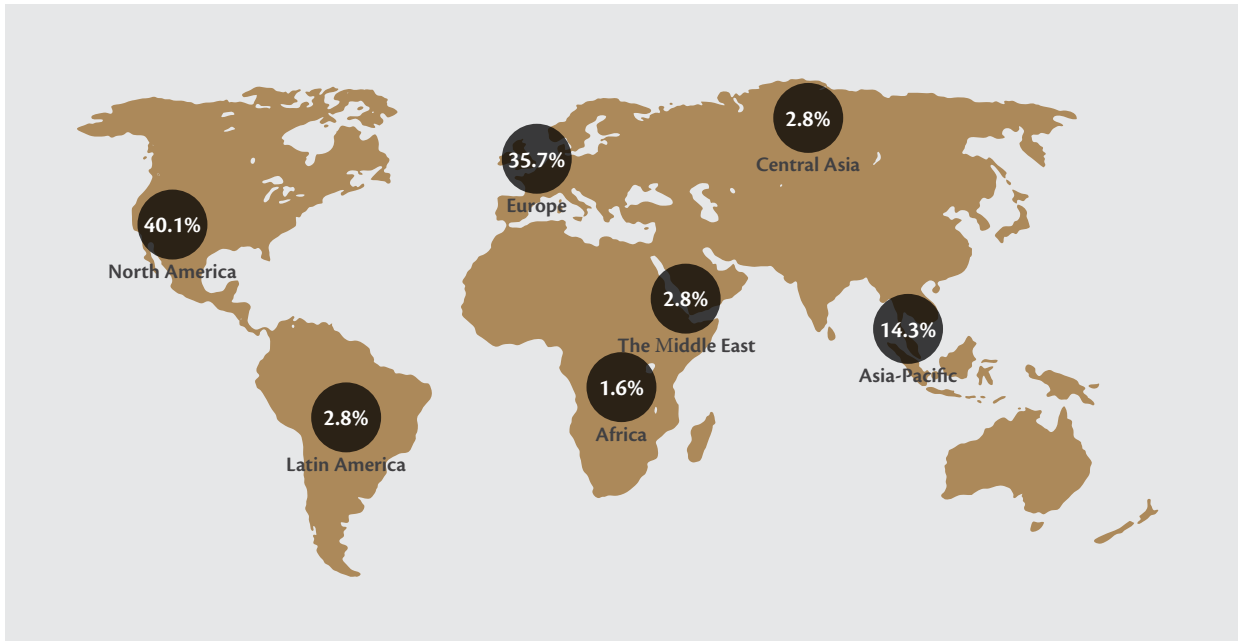 2.8%
Central Asia
35.7%
Europe
40.1%
North America
2.8%
The Middle East
14.3%
Asia-Pacific
1.6%
Africa
2.8%
Latin America